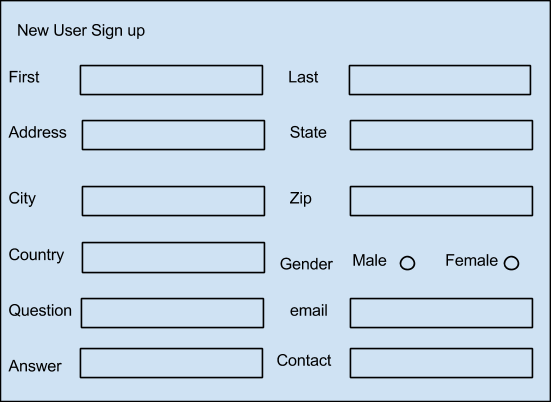 New User Sign up
First Last
Address State
City Zip
Country Gender Male Female
Question email
Answer Contact